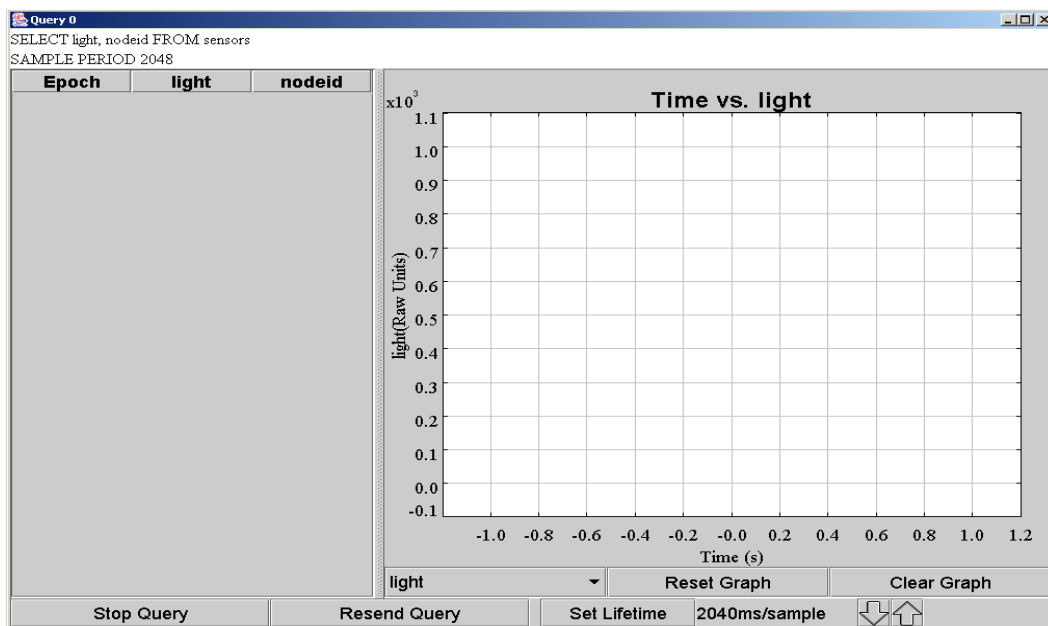 Query 0
SELECT light, nodeid FROM sensors
SAMPLE PERIOD 2048
Epoch light nodeid
Time vs. light
x10³
1.1
1.0
0.9
0.8
0.7
0.6
0.5
0.4
0.3
0.2
0.1
0.0
-0.1
light(Raw Units)
-1.0 -0.8 -0.6 -0.4 -0.2 -0.0 0.2 0.4 0.6 0.8 1.0 1.2
Time (s)
light Reset Graph Clear Graph
Stop Query Resend Query Set Lifetime 2040ms/sample